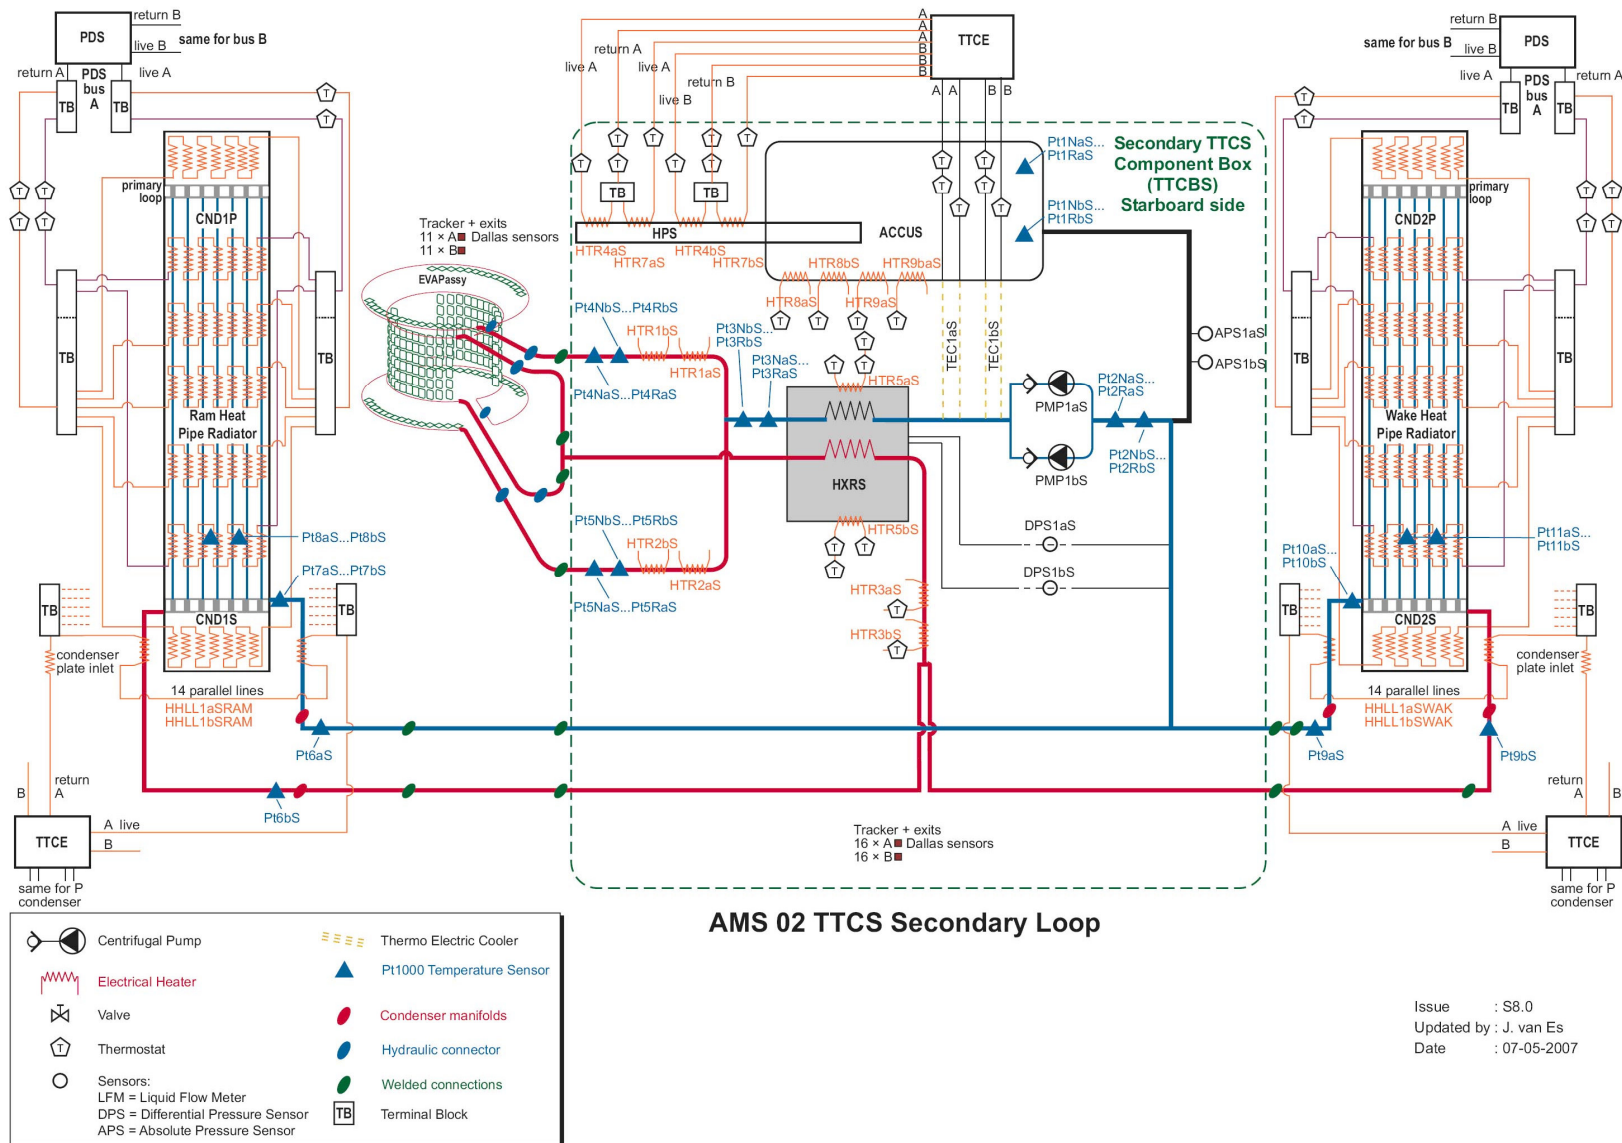 PDS
return B
same for bus B
live B
return A
PDS
bus
A
live A
TB
TB
primary
loop
CND1P
TB
TB
Ram Heat
Pipe Radiator
Pt8aS...Pt8bS
Pt7aS...Pt7bS
TB
TB
CND1S
condenser
plate inlet
14 parallel lines
HHLL1aSRAM
HHLL1bSRAM
Pt6aS
return
A
B
Pt6bS
TTCE
A live
B
same for P
condenser
TTCE
A
A
A
B
B
B
return A
live A
return B
live B
A
A
B
B
T
TB
TB
HPS
ACCUS
HTR4aS
HTR7aS
HTR4bS
HTR7bS
Pt1NaS...
Pt1RaS
Pt1NbS...
Pt1RbS
Secondary TTCS
Component Box
(TTCBS)
Starboard side
Tracker + exits
11 × A Dallas sensors
11 × B
EVAPassy
HTR8bS
HTR9baS
HTR8aS
HTR9aS
Pt4NbS...Pt4RbS
HTR1bS
HTR1aS
Pt4NaS...Pt4RaS
Pt3NbS...
Pt3RbS
Pt3NaS...
Pt3RaS
HTR5aS
TEC1aS
TEC1bS
APS1aS
APS1bS
PMP1aS
Pt2NaS...
Pt2RaS
Pt2NbS...
Pt2RbS
PMP1bS
HXRS
HTR5bS
Pt5NbS...Pt5RbS
HTR2bS
HTR2aS
Pt5NaS...Pt5RaS
DPS1aS
DPS1bS
HTR3aS
HTR3bS
Tracker + exits
16 × A Dallas sensors
16 × B
return B
same for bus B
live B
PDS
live A
PDS
bus
A
return A
TB
TB
primary
loop
CND2P
TB
TB
Wake Heat
Pipe Radiator
Pt11aS...
Pt11bS
Pt10aS...
Pt10bS
TB
TB
CND2S
condenser
plate inlet
14 parallel lines
HHLL1aSWAK
HHLL1bSWAK
Pt9aS
Pt9bS
return
A
B
A live
B
TTCE
same for P
condenser
AMS 02 TTCS Secondary Loop
Centrifugal Pump
Electrical Heater
Valve
T
Thermostat
Sensors:
LFM = Liquid Flow Meter
DPS = Differential Pressure Sensor
APS = Absolute Pressure Sensor
Thermo Electric Cooler
Pt1000 Temperature Sensor
Condenser manifolds
Hydraulic connector
Welded connections
TB
Terminal Block
Issue : S8.0
Updated by : J. van Es
Date : 07-05-2007